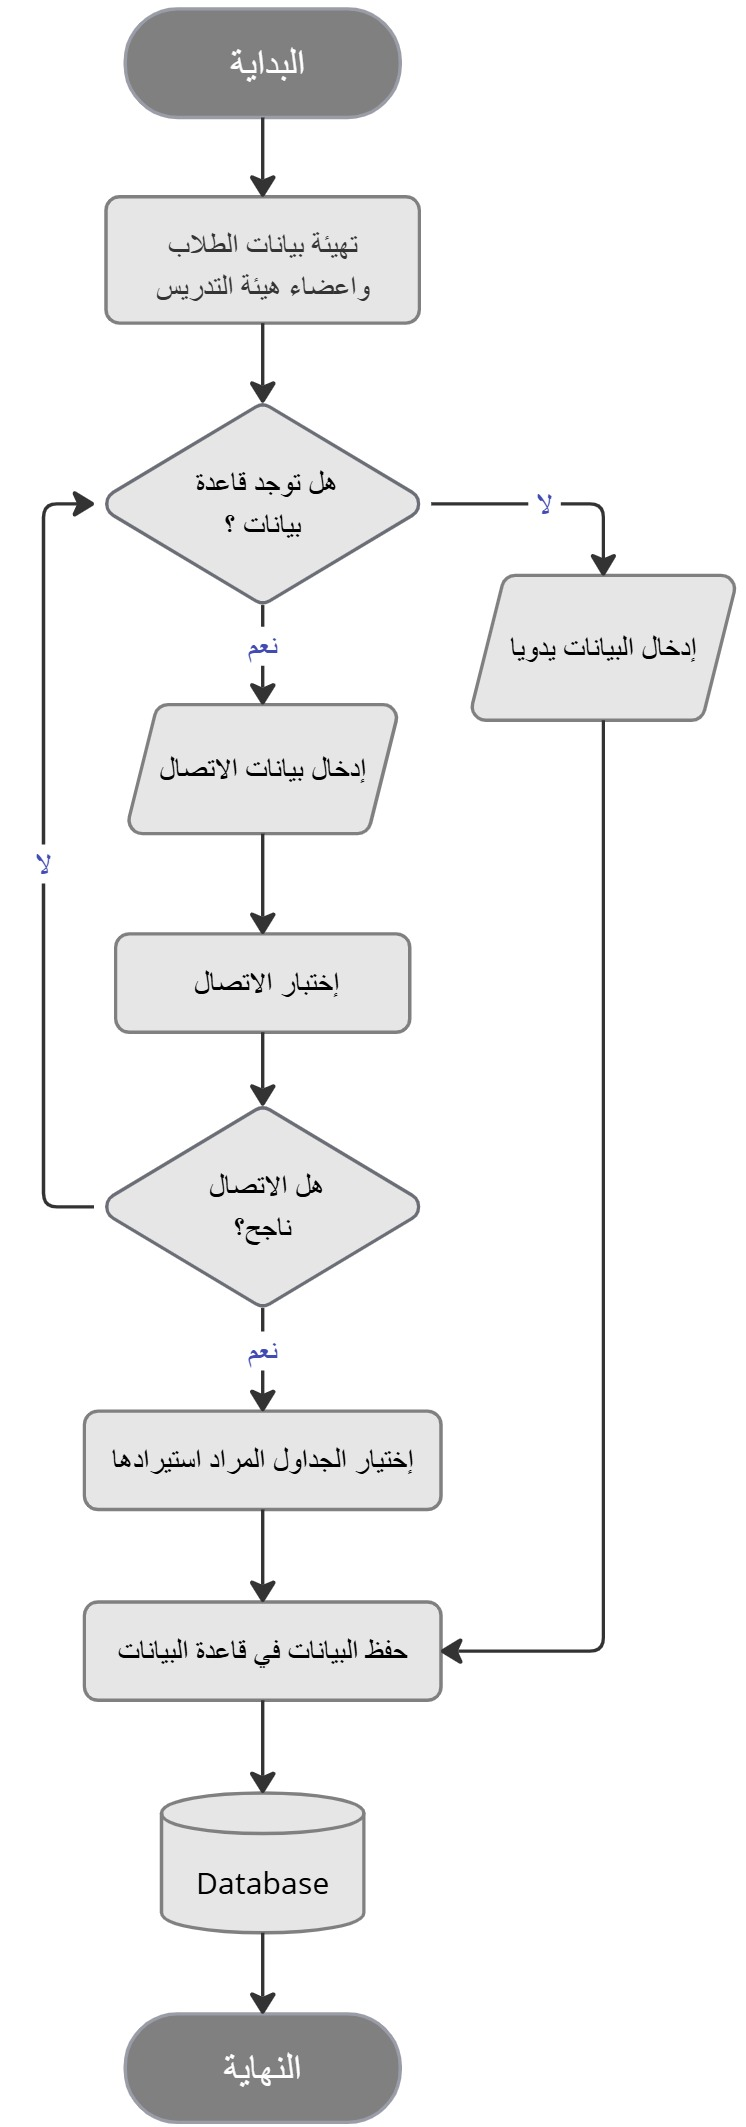 البداية
تهيئة بيانات الطلاب
واعضاء هيئة التدريس
هل توجد قاعدة
بيانات ؟
لا
نعم
إدخال البيانات يدويا
إدخال بيانات الاتصال
لا
إختبار الاتصال
هل الاتصال
ناجح؟
نعم
إختيار الجداول المراد استيرادها
حفظ البيانات في قاعدة البيانات
Database
النهاية